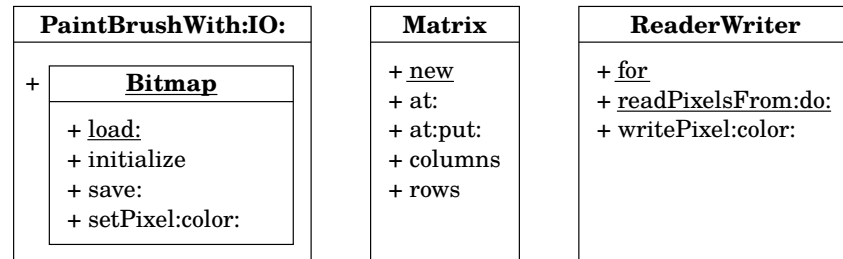 PaintBrushWith:IO:
+ Bitmap
+ load:
+ initialize
+ save:
+ setPixel:color:
Matrix
+ new
+ at:
+ at:put:
+ columns
+ rows
ReaderWriter
+ for
+ readPixelsFrom:do:
+ writePixel:color: